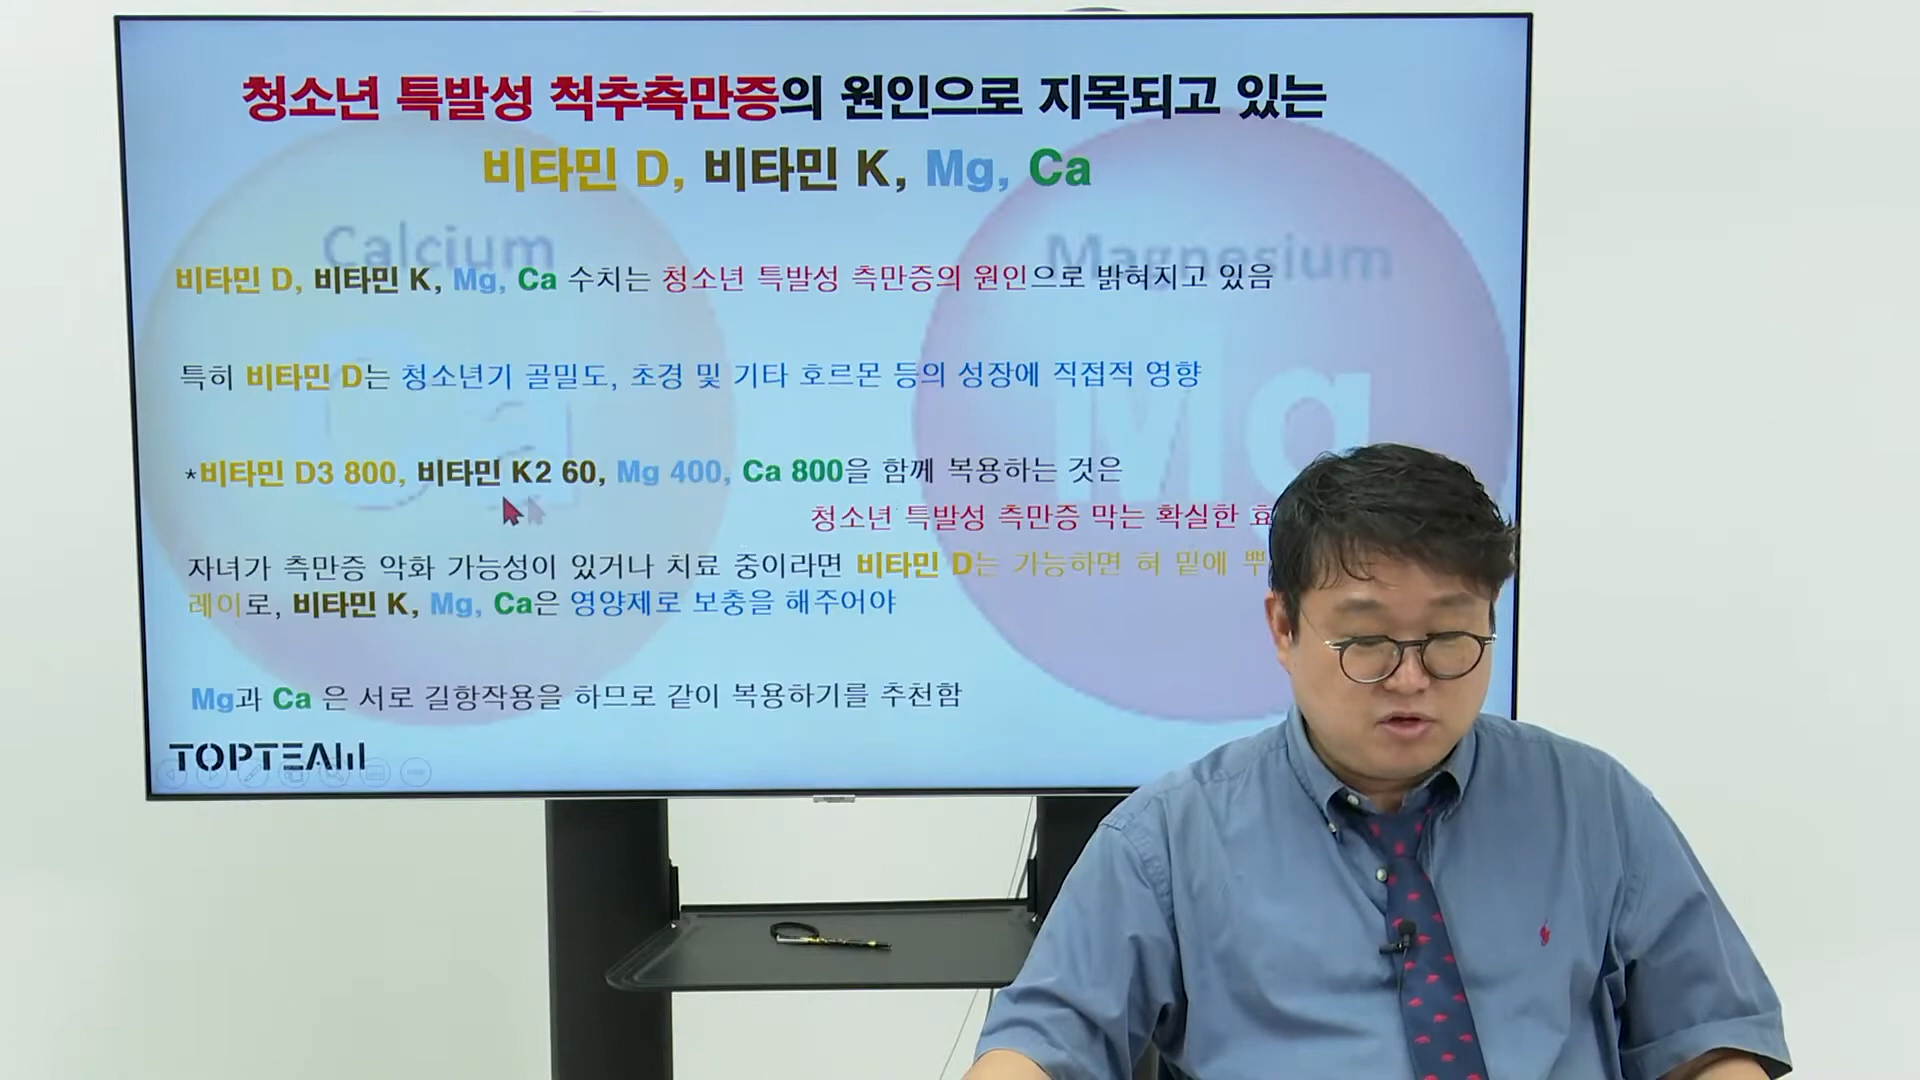 청소년 특발성 척추측만증의 원인으로 지목되고 있는
비타민 D, 비타민 K, Mg, Ca
Calcium
Magnesium
Ca
Mg
비타민 D, 비타민 K, Mg, Ca 수치는 청소년 특발성 측만증의 원인으로 밝혀지고 있음
특히 비타민 D는 청소년기 골밀도, 초경 및 기타 호르몬 등의 성장에 직접적 영향
*비타민 D3 800, 비타민 K2 60, Mg 400, Ca 800을 함께 복용하는 것은
청소년 특발성 측만증 막는 확실한
자녀가 측만증 악화 가능성이 있거나 치료 중이라면 비타민 D는 가능하면 혀 밑에
레이로, 비타민 K, Mg, Ca은 영양제로 보충을 해주어야
Mg과 Ca 은 서로 길항작용을 하므로 같이 복용하기를 추천함
TOPTEAM